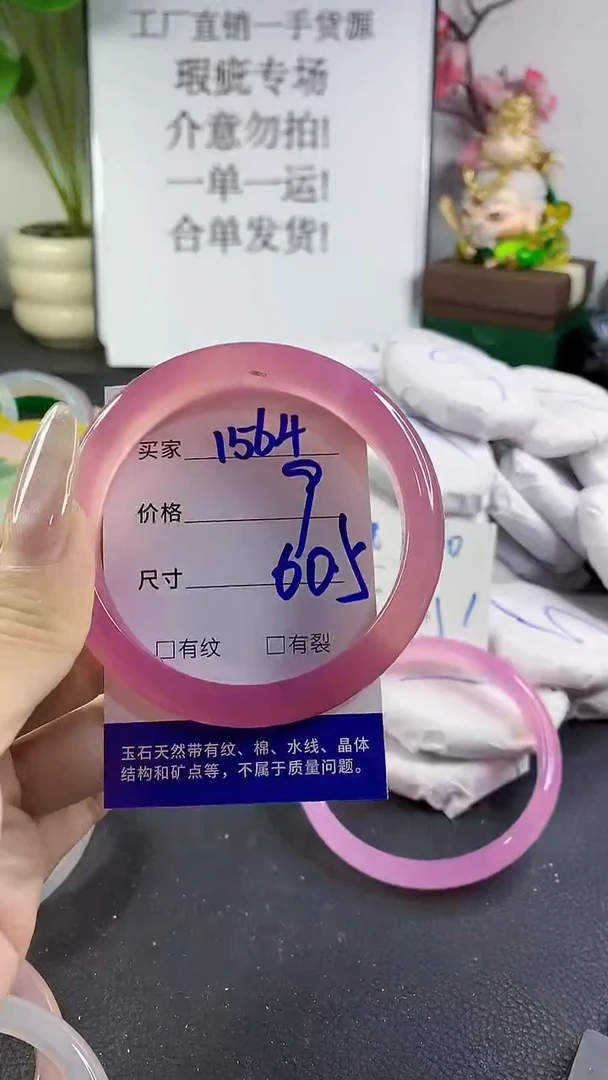 工厂直销一手货源
瑕疵专场
介意勿拍!
一单一运!
合单发货!
买家 1564
价格
尺寸 60.5
□有纹 □有裂
玉石天然带有纹、棉、水线、晶体
结构和矿点等，不属于质量问题。